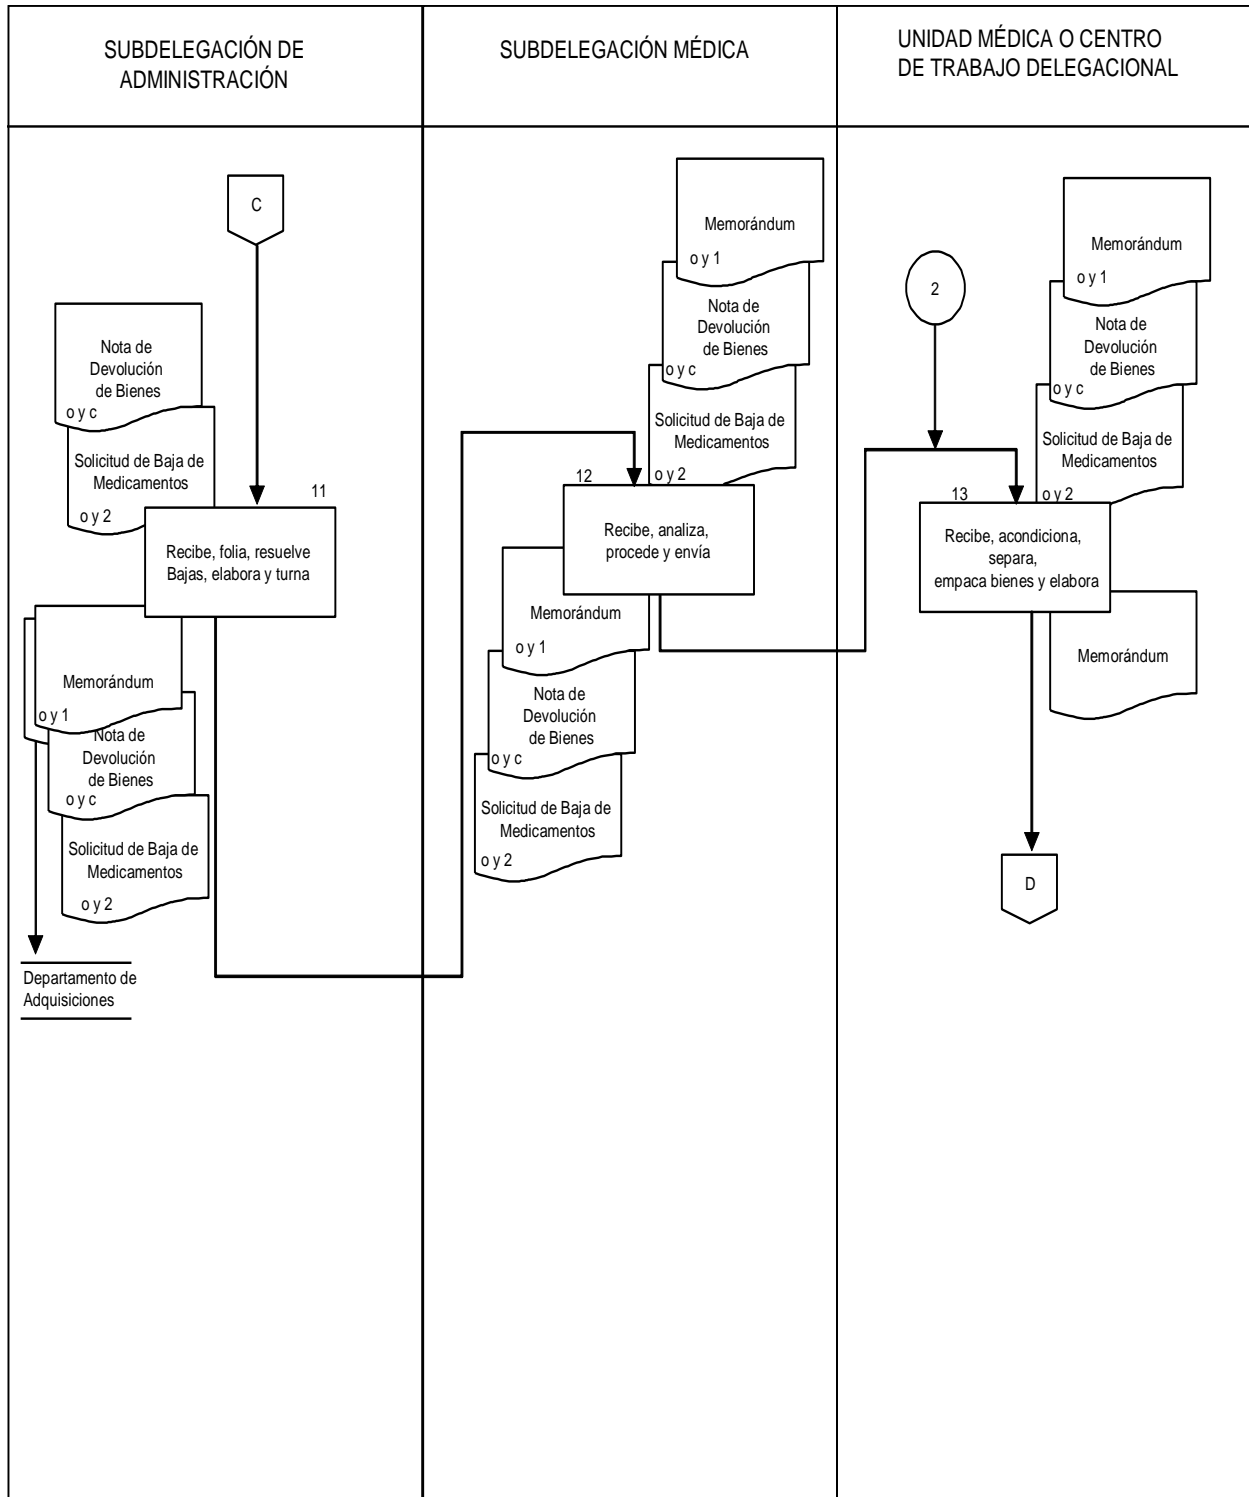 SUBDELEGACIÓN DE
ADMINISTRACIÓN
SUBDELEGACIÓN MÉDICA
UNIDAD MÉDICA O CENTRO
DE TRABAJO DELEGACIONAL
C
Nota de
Devolución
de Bienes
o y c
Solicitud de Baja de
Medicamentos
o y 2
11
Recibe, folia, resuelve
Bajas, elabora y turna
Memorándum
o y 1
Nota de
Devolución
de Bienes
o y c
Solicitud de Baja de
Medicamentos
o y 2
Departamento de
Adquisiciones
Memorándum
o y 1
Nota de
Devolución
de Bienes
o y c
Solicitud de Baja de
Medicamentos
o y 2
12
Recibe, analiza,
procede y envía
Memorándum
o y 1
Nota de
Devolución
de Bienes
o y c
Solicitud de Baja de
Medicamentos
o y 2
2
Memorándum
o y 1
Nota de
Devolución
de Bienes
o y c
Solicitud de Baja de
Medicamentos
o y 2
13
Recibe, acondiciona,
separa,
empaca bienes y elabora
Memorándum
D